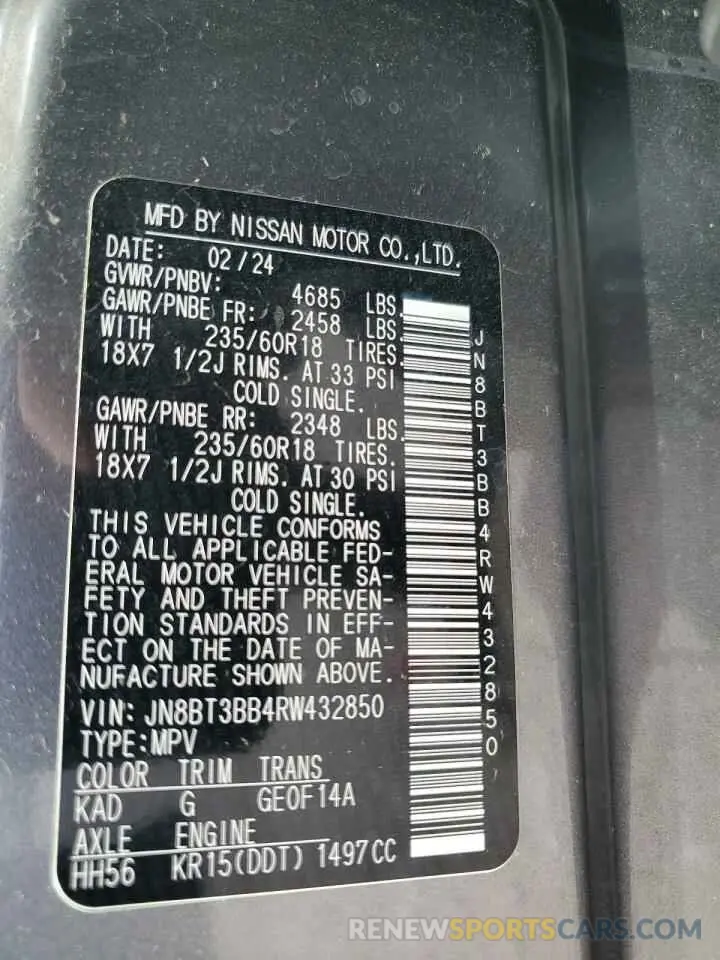 MFD BY NISSAN MOTOR CO.,LTD.
DATE: 02/24
GVWR/PNBV: 4685 LBS.
GAWR/PNBE FR: 2458 LBS.
WITH 235/60R18 TIRES.
18X7 1/2J RIMS. AT 33 PSI
COLD SINGLE.
GAWR/PNBE RR: 2348 LBS.
WITH 235/60R18 TIRES.
18X7 1/2J RIMS. AT 30 PSI
COLD SINGLE.
THIS VEHICLE CONFORMS
TO ALL APPLICABLE FED-
ERAL MOTOR VEHICLE SA-
FETY AND THEFT PREVEN-
TION STANDARDS IN EFF-
ECT ON THE DATE OF MA-
NUFACTURE SHOWN ABOVE.
VIN: JN8BT3BB4RW432850
TYPE:MPV
COLOR TRIM TRANS
KAD G GE0F14A
AXLE ENGINE
HH56 KR15(DDT) 1497CC
JN8BT3BB4RW432850
RENEWSPORTSCARS.COM